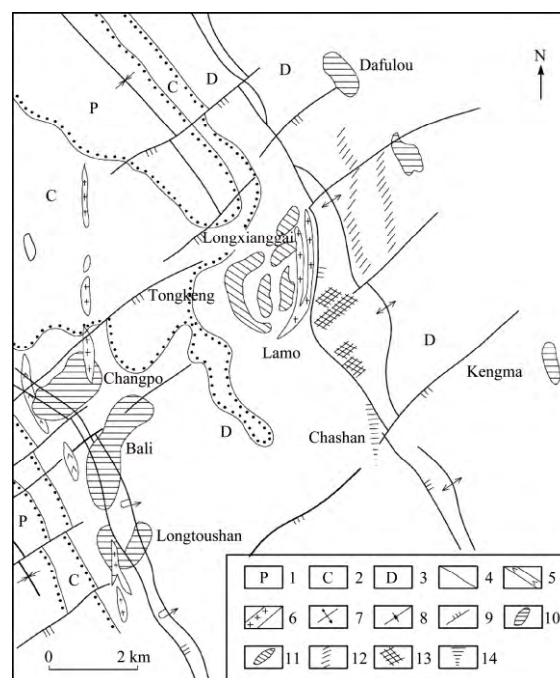 D
D
Dafulou
N
C
P
C
Longxianggai
Tongkeng
Lamo
D
Kengma
Changpo
D
Chashan
Bali
P
Longtoushan
C
P 1 C 2 D 3 4 5
6 7 8 9 10
11 12 13 14
0 2 km